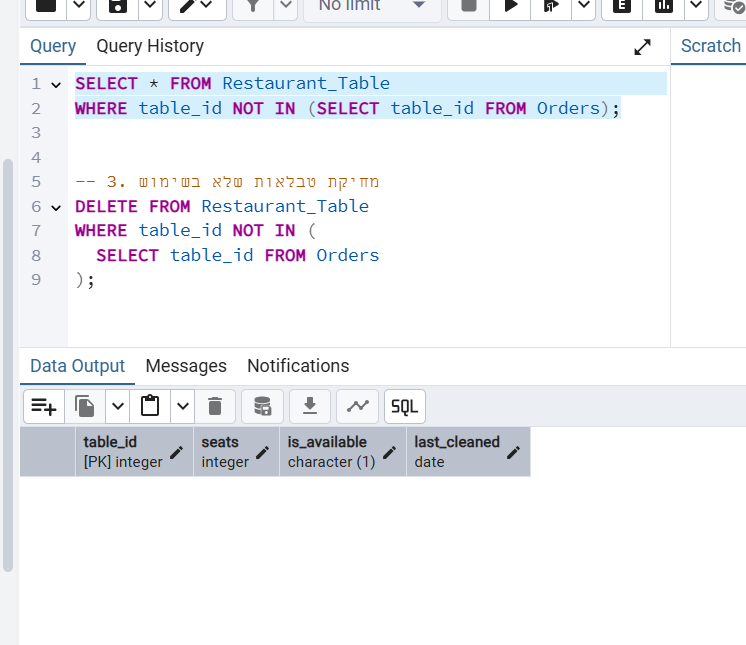 No limit
E
Query Query History Scratch
1 SELECT * FROM Restaurant_Table
2 WHERE table_id NOT IN (SELECT table_id FROM Orders);
3
4
5 -- 3. מחיקת טבלאות שלא בשימוש
6 DELETE FROM Restaurant_Table
7 WHERE table_id NOT IN (
8 SELECT table_id FROM Orders
9 );
Data Output Messages Notifications
SQL
table_id seats is_available last_cleaned
[PK] integer integer character (1) date